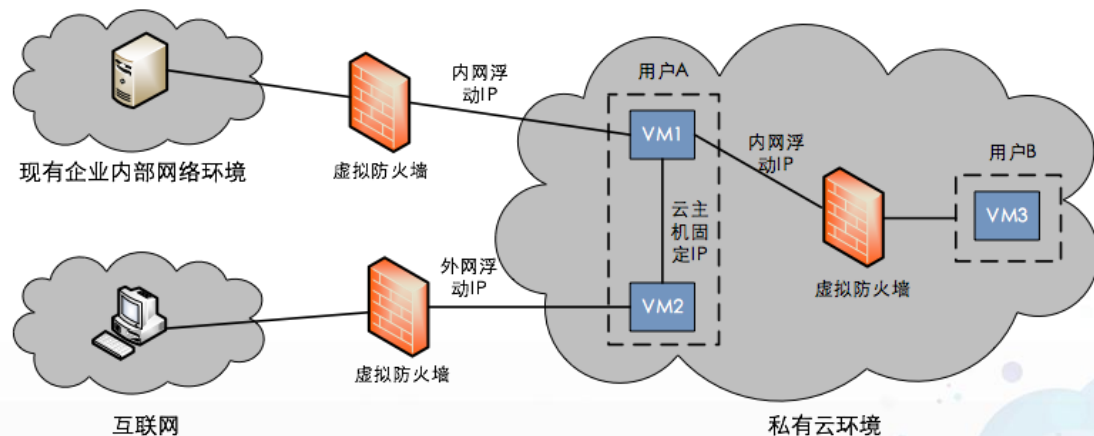 用户A
内网浮
动IP
VM1
内网浮
动IP
用户B
现有企业内部网络环境
虚拟防火墙
VM3
云主
机固
定IP
外网浮
动IP
VM2
虚拟防火墙
虚拟防火墙
互联网
私有云环境